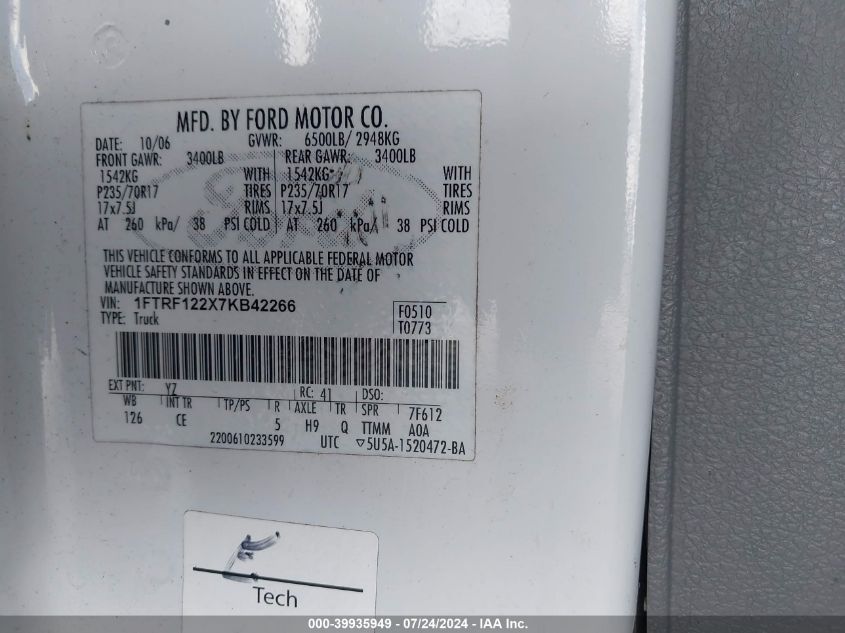 MFD. BY FORD MOTOR CO.
DATE: 10/06 GVWR: 6500LB/ 2948KG
FRONT GAWR: 3400LB REAR GAWR: 3400LB
1542KG WITH 1542KG WITH
P235/70R17 TIRES P235/70R17 TIRES
17x7.5J RIMS 17x7.5J RIMS
AT 260 kPa/ 38 PSI COLD AT 260 kPa/ 38 PSI COLD
THIS VEHICLE CONFORMS TO ALL APPLICABLE FEDERAL MOTOR
VEHICLE SAFETY STANDARDS IN EFFECT ON THE DATE OF
MANUFACTURE SHOWN ABOVE.
VIN: 1FTRF122X7KB42266
TYPE: Truck
F0510
T0773
EXT PNT: YZ RC: 41 DSO:
WB INT TR TP/PS R AXLE TR SPR 7F612
126 CE 5 H9 Q TTMM A0A
2200610233599 UTC ▽5U5A-1520472-BA
Tech
000-39935949 - 07/24/2024 - IAA Inc.